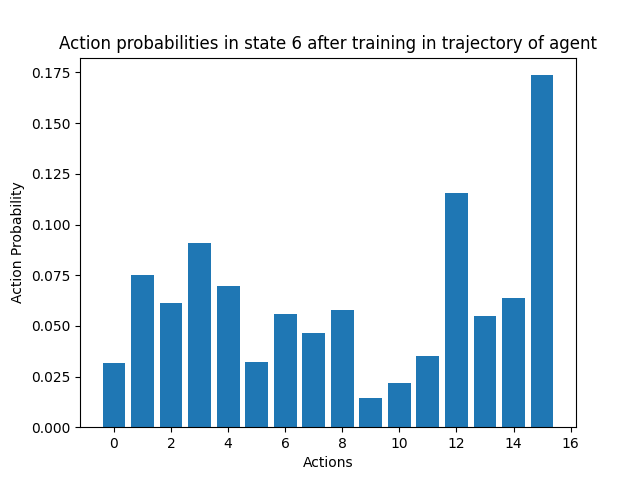 Action probabilities in state 6 after training in trajectory of agent
0.175
0.150
0.125
0.100
0.075
0.050
0.025
0.000
Action Probability
0 2 4 6 8 10 12 14 16
Actions